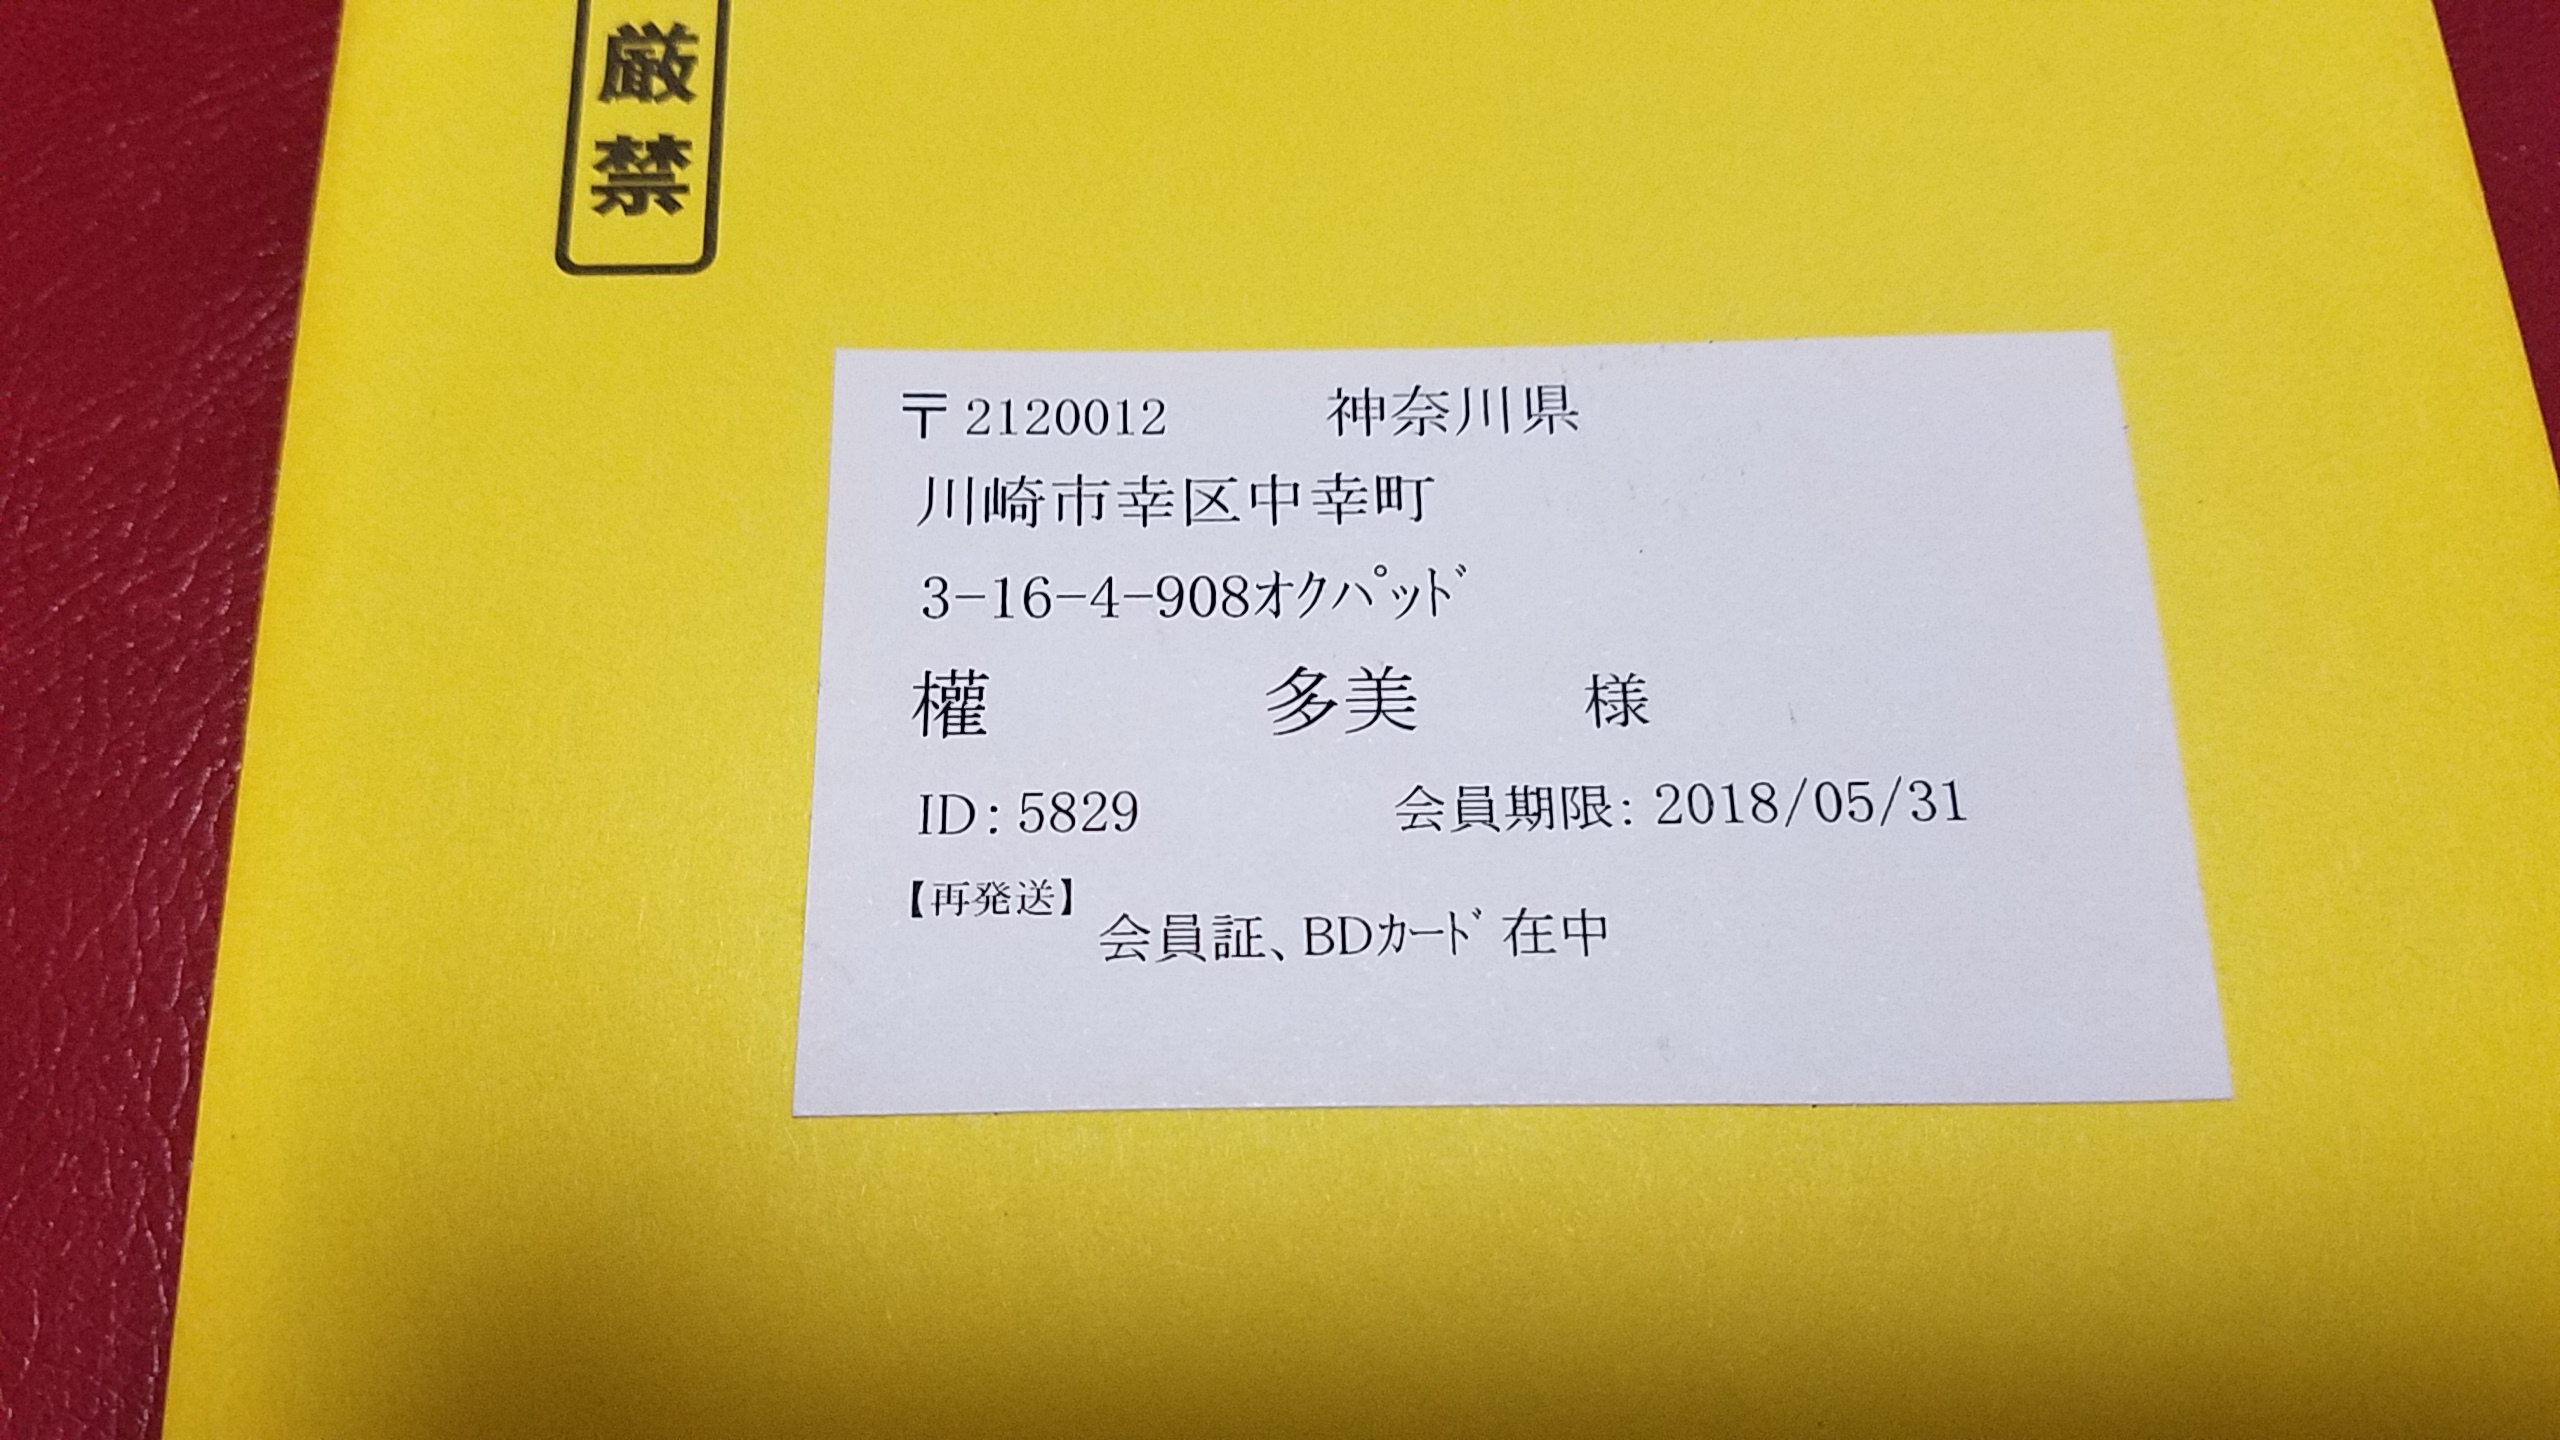 厳禁
〒2120012 神奈川県
川崎市幸区中幸町
3-16-4-908ｵｸﾊﾟｯﾄﾞ
權 多美 様
ID: 5829 会員期限: 2018/05/31
【再発送】
会員証、BDｶｰﾄﾞ在中